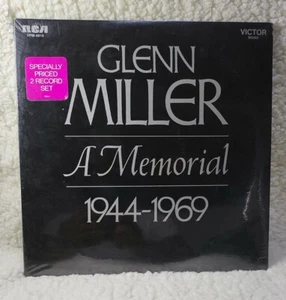 RCA
VICTOR
SPECIALLY
PRICED
2 RECORD
SET
GLENN
MILLER
A Memorial
1944-1969